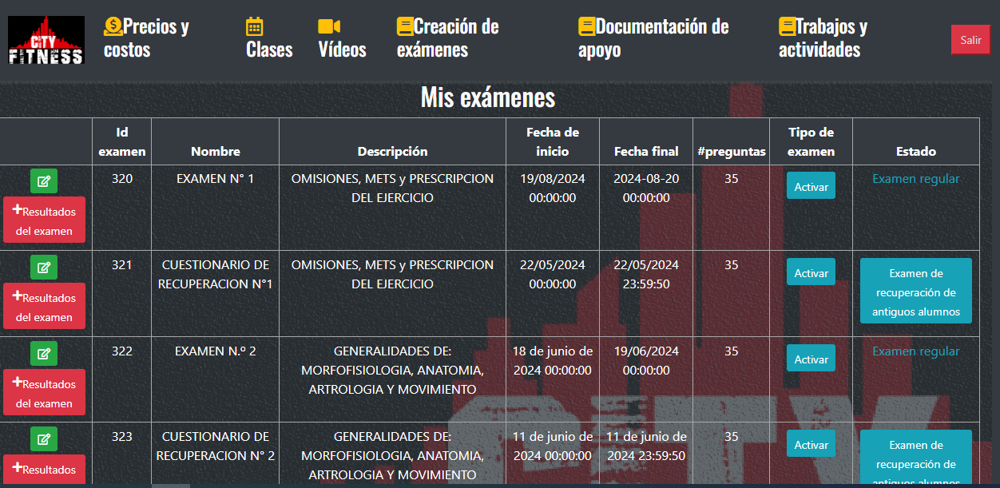 CITY
FITNESS
Precios y
costos
Clases
Vídeos
Creación de
exámenes
Documentación de
apoyo
Trabajos y
actividades
Salir
Mis exámenes
Id
examen
Nombre
Descripción
Fecha de
inicio
Fecha final
#preguntas
Tipo de
examen
Estado
Resultados
del examen
320
EXAMEN N° 1
OMISIONES, METS y PRESCRIPCION
DEL EJERCICIO
19/08/2024
00:00:00
2024-08-20
00:00:00
35
Activar
Examen regular
Resultados
del examen
321
CUESTIONARIO DE
RECUPERACION N°1
OMISIONES, METS y PRESCRIPCION
DEL EJERCICIO
22/05/2024
00:00:00
22/05/2024
23:59:50
35
Activar
Examen de
recuperación de
antiguos alumnos
Resultados
del examen
322
EXAMEN N.º 2
GENERALIDADES DE:
MORFOFISIOLOGIA, ANATOMIA,
ARTROLOGIA Y MOVIMIENTO
18 de junio de
2024 00:00:00
19/06/2024
00:00:00
35
Activar
Examen regular
Resultados
323
CUESTIONARIO DE
RECUPERACION N° 2
GENERALIDADES DE:
MORFOFISIOLOGIA, ANATOMIA,
ARTROLOGIA Y MOVIMIENTO
11 de junio de
2024 00:00:00
11 de junio de
2024 23:59:50
35
Activar
Examen de
recuperación de
antiguos alumnos
CITY